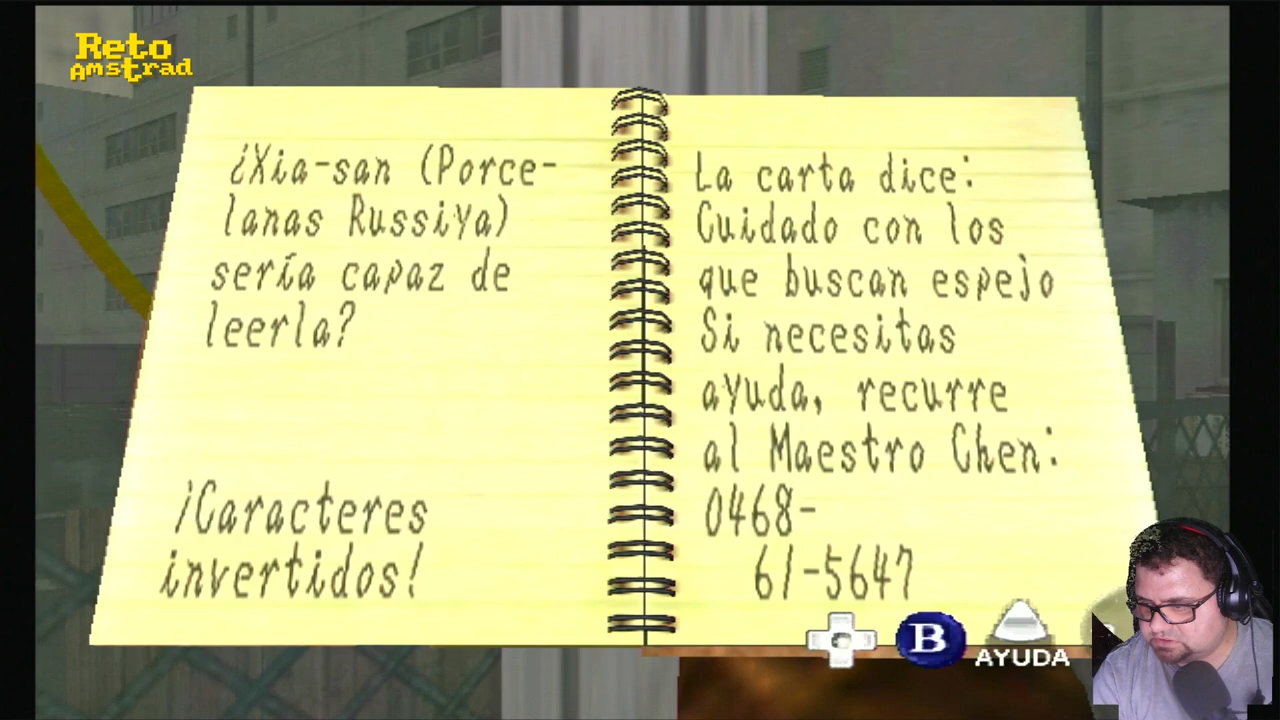 Reto
Amstrad
¿Xia-san (Porce-
lanas Russiya)
sería capaz de
leerla?
¡Caracteres
invertidos!
La carta dice:
Cuidado con los
que buscan espejo
Si necesitas
ayuda, recurre
al Maestro Chen:
0468-
61-5647
B
AYUDA